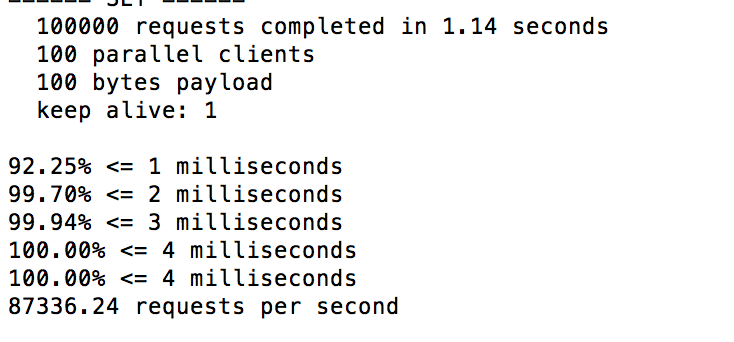 ====== SET ======
100000 requests completed in 1.14 seconds
100 parallel clients
100 bytes payload
keep alive: 1
92.25% <= 1 milliseconds
99.70% <= 2 milliseconds
99.94% <= 3 milliseconds
100.00% <= 4 milliseconds
100.00% <= 4 milliseconds
87336.24 requests per second